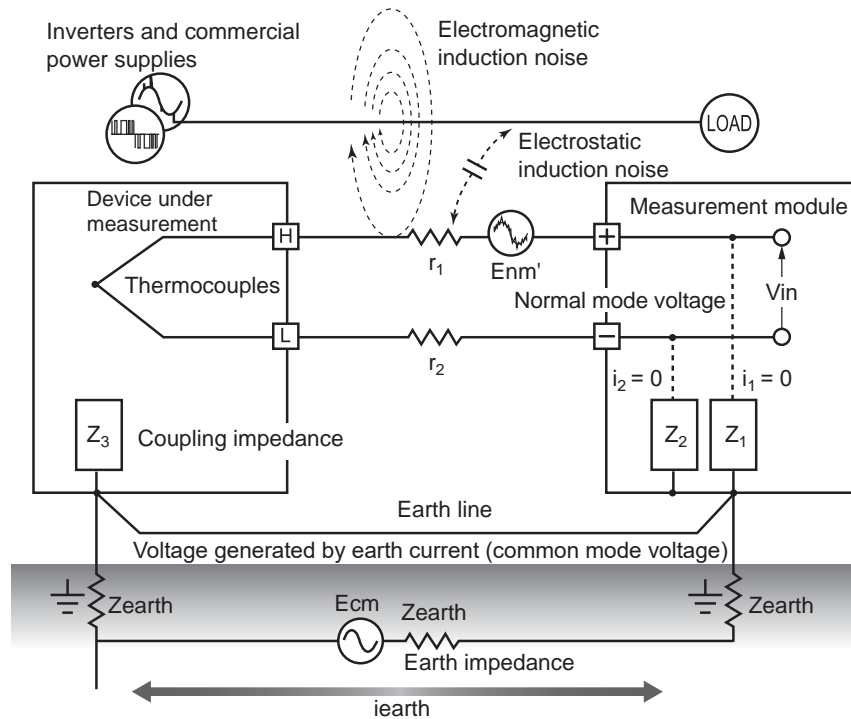 Inverters and commercial
power supplies
Electromagnetic
induction noise
LOAD
Electrostatic
induction noise
Device under
measurement
Measurement module
H
+
r1
Enm'
Thermocouples
Normal mode voltage
Vin
L
−
r2
i2 = 0
i1 = 0
Z3
Coupling impedance
Z2
Z1
Earth line
Voltage generated by earth current (common mode voltage)
Zearth
Ecm
Zearth
Zearth
Earth impedance
iearth